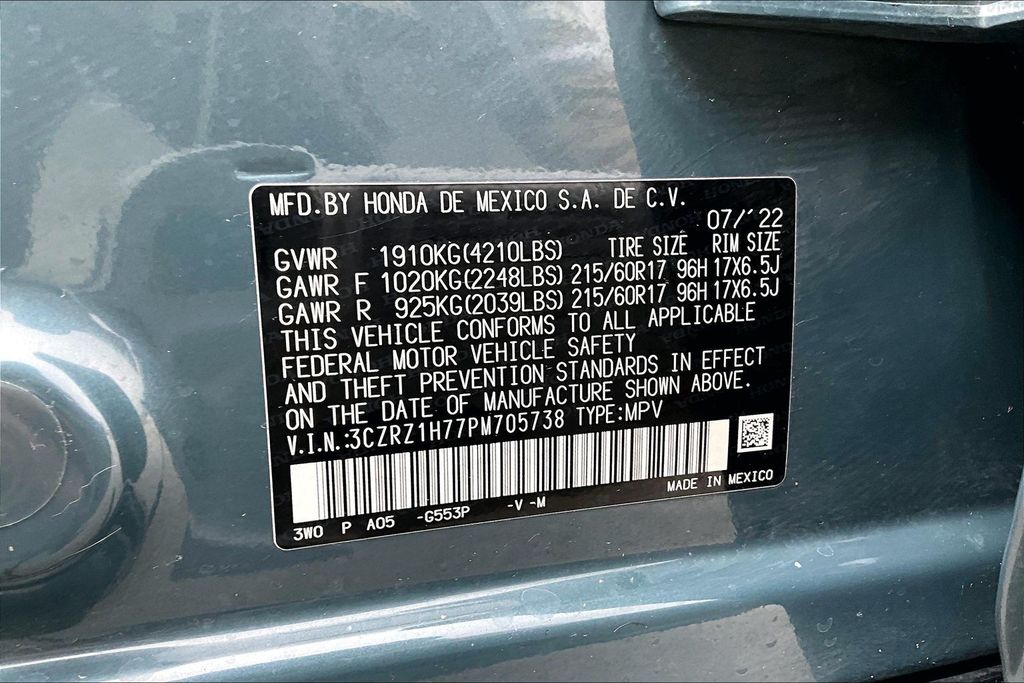 MFD.BY HONDA DE MEXICO S.A. DE C.V.
07/'22
GVWR 1910KG(4210LBS) TIRE SIZE RIM SIZE
GAWR F 1020KG(2248LBS) 215/60R17 96H 17X6.5J
GAWR R 925KG(2039LBS) 215/60R17 96H 17X6.5J
THIS VEHICLE CONFORMS TO ALL APPLICABLE
FEDERAL MOTOR VEHICLE SAFETY
AND THEFT PREVENTION STANDARDS IN EFFECT
ON THE DATE OF MANUFACTURE SHOWN ABOVE.
V.I.N.:3CZRZ1H77PM705738 TYPE:MPV
MADE IN MEXICO
3W0 P A05 -G553P -V -M